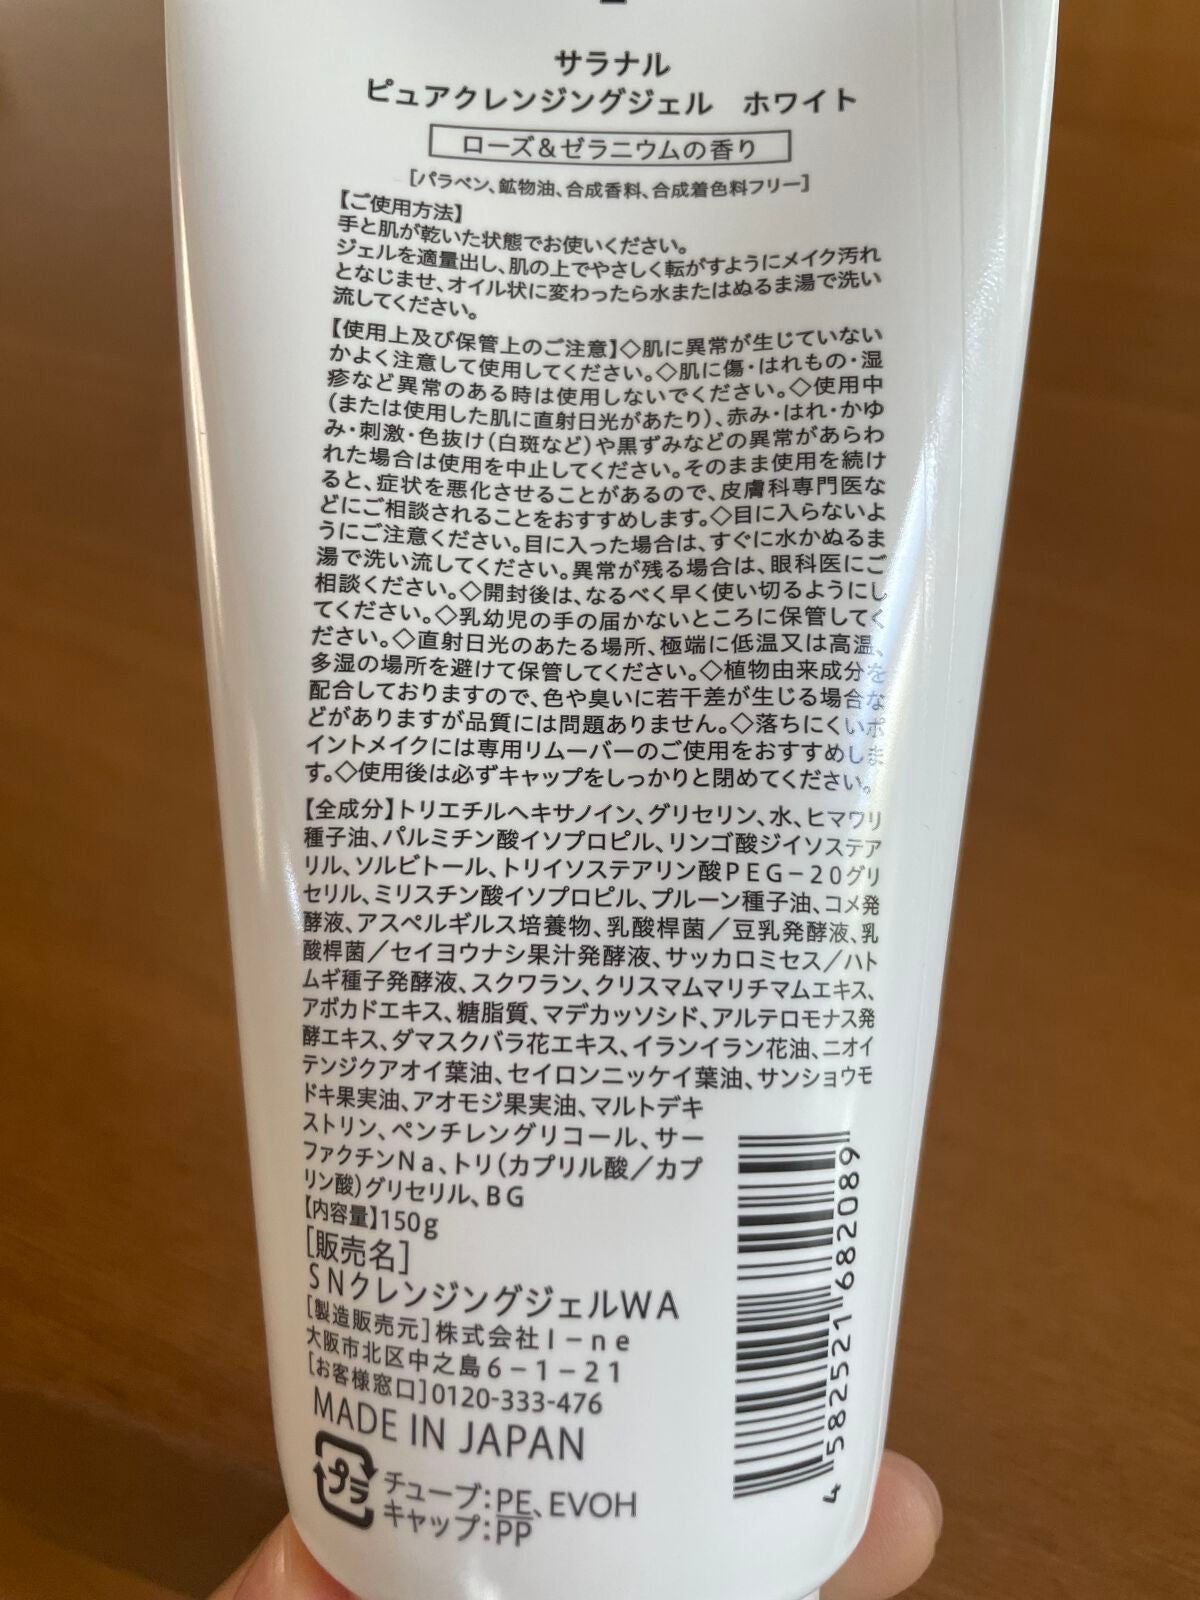 サラナル
ピュアクレンジングジェル ホワイト
ローズ&ゼラニウムの香り
[パラベン、鉱物油、合成香料、合成着色料フリー]
【ご使用方法】
手と肌が乾いた状態でお使いください。
ジェルを適量出し、肌の上でやさしく転がすようにメイク汚れ
となじませ、オイル状に変わったら水またはぬるま湯で洗い
流してください。
【使用上及び保管上のご注意】◇肌に異常が生じていない
かよく注意して使用してください。◇肌に傷・はれもの・湿
疹など異常のある時は使用しないでください。◇使用中
(または使用した肌に直射日光があたり)、赤み・はれ・かゆ
み・刺激・色抜け(白斑など)や黒ずみなどの異常があらわ
れた場合は使用を中止してください。そのまま使用を続け
ると、症状を悪化させることがあるので、皮膚科専門医な
どにご相談されることをおすすめします。◇目に入らないよ
うにご注意ください。目に入った場合は、すぐに水かぬるま
湯で洗い流してください。異常が残る場合は、眼科医にご
相談ください。◇開封後は、なるべく早く使い切るようにし
てください。◇乳幼児の手の届かないところに保管してく
ださい。◇直射日光のあたる場所、極端に低温又は高温、
多湿の場所を避けて保管してください。◇植物由来成分を
配合しておりますので、色や臭いに若干差が生じる場合な
どがありますが品質には問題ありません。◇落ちにくいポ
イントメイクには専用リムーバーのご使用をおすすめしま
す。◇使用後は必ずキャップをしっかりと閉めてください。
【全成分】トリエチルヘキサノイン、グリセリン、水、ヒマワリ
種子油、パルミチン酸イソプロピル、リンゴ酸ジイソステア
リル、ソルビトール、トリイソステアリン酸PEG-20グリ
セリル、ミリスチン酸イソプロピル、プルーン種子油、コメ発
酵液、アスペルギルス培養物、乳酸桿菌/豆乳発酵液、乳
酸桿菌/セイヨウナシ果汁発酵液、サッカロミセス/ハト
ムギ種子発酵液、スクワラン、クリスマムマリチマムエキス、
アボカドエキス、糖脂質、マデカッソシド、アルテロモナス発
酵エキス、ダマスクバラ花エキス、イランイラン花油、ニオイ
テンジクアオイ葉油、セイロンニッケイ葉油、サンショウモ
ドキ果実油、アオモジ果実油、マルトデキ
ストリン、ペンチレングリコール、サー
ファクチンNa、トリ(カプリル酸/カプ
リン酸)グリセリル、BG
【内容量】150g
[販売名]
SNクレンジングジェルWA
[製造販売元]株式会社I-ne
大阪市北区中之島6-1-21
[お客様窓口]0120-333-476
MADE IN JAPAN
プラ
チューブ:PE、EVOH
キャップ:PP
4 582521 682089